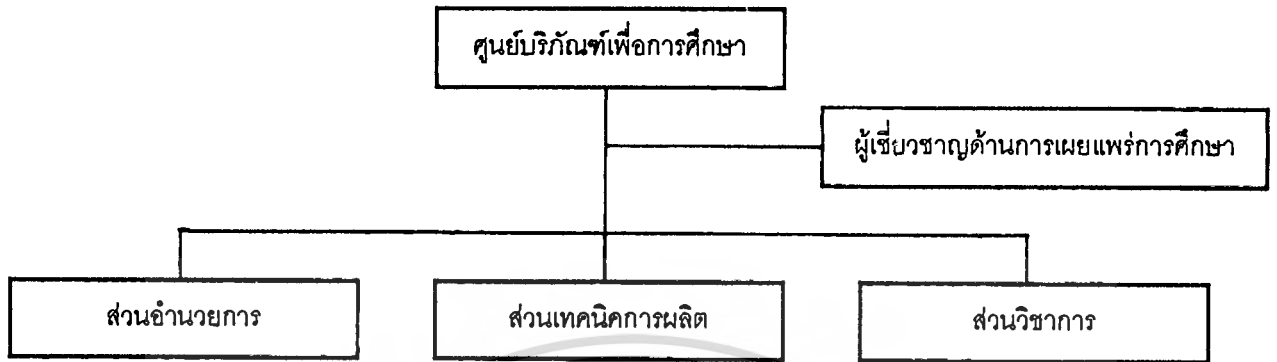 ศูนย์บริภัณฑ์เพื่อการศึกษา
ผู้เชี่ยวชาญด้านการเผยแพร่การศึกษา
ส่วนอำนวยการ
ส่วนเทคนิคการผลิต
ส่วนวิชาการ